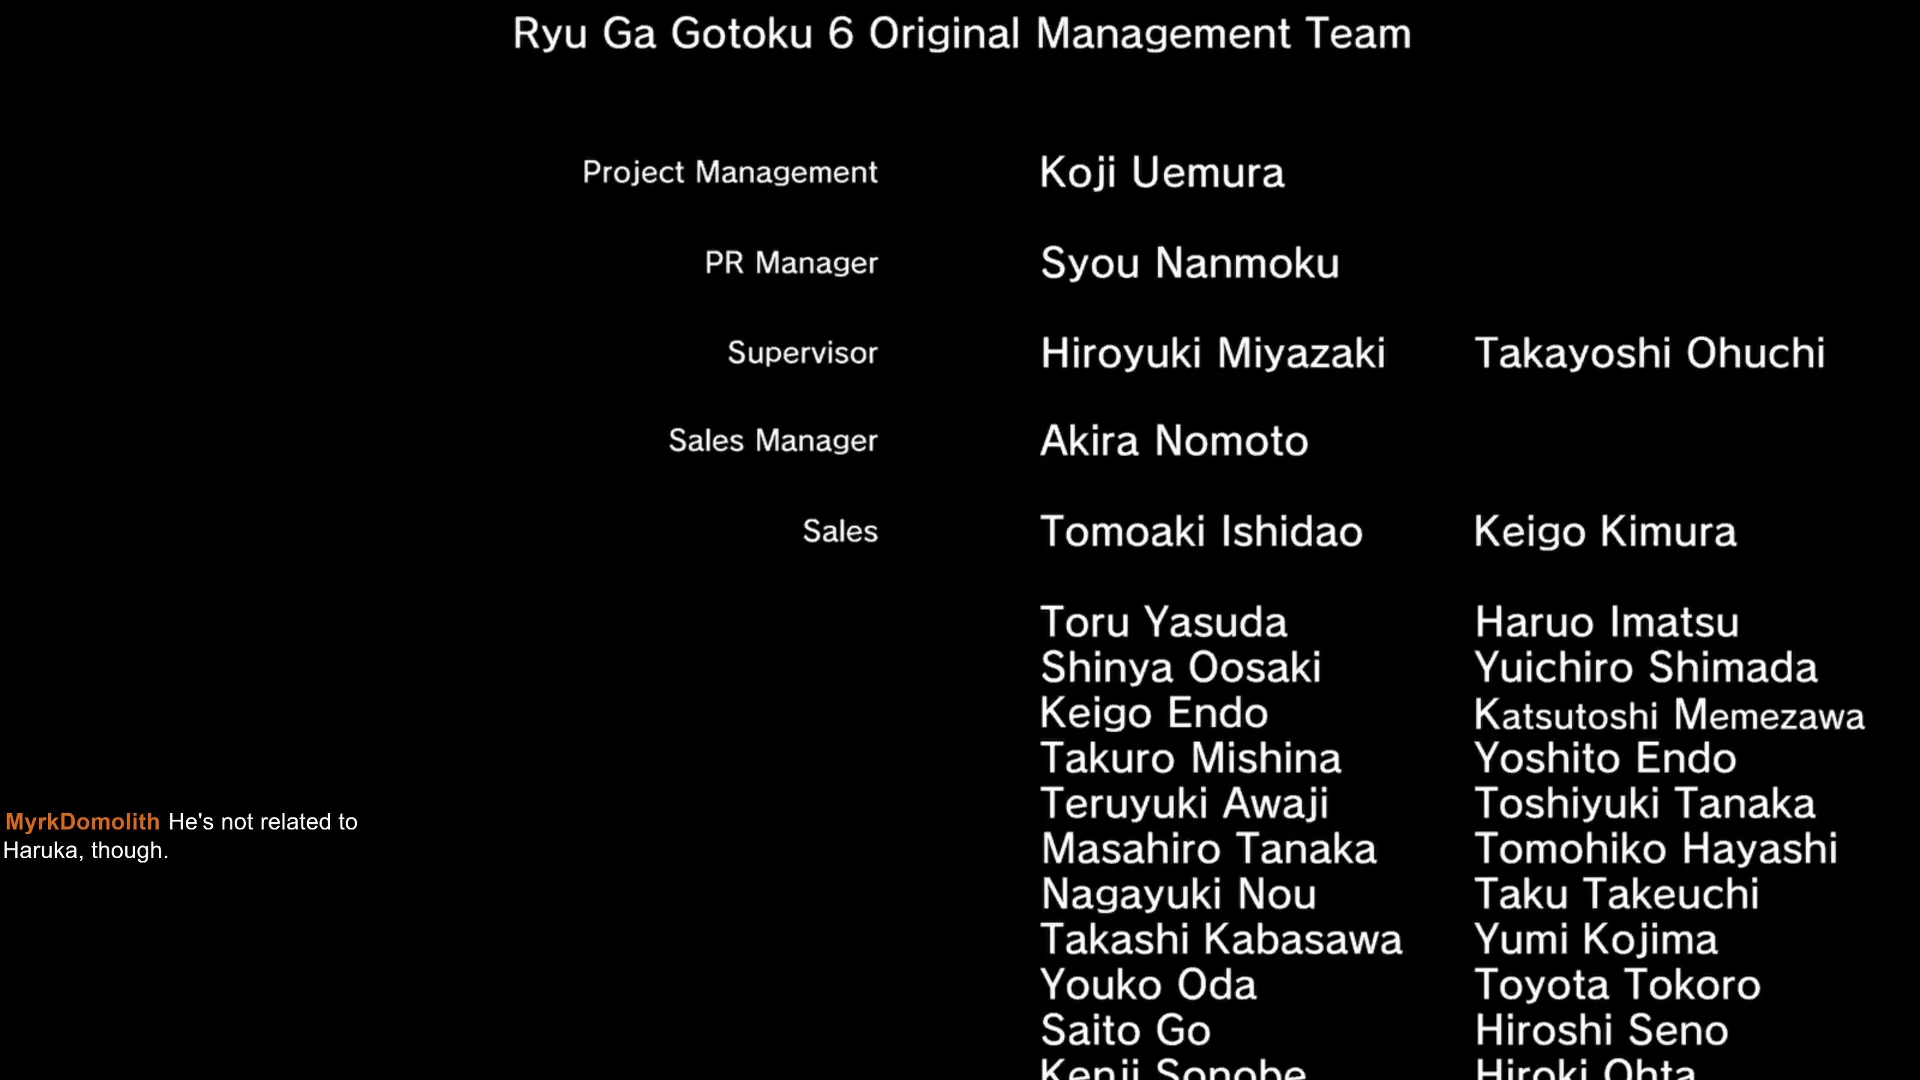 Ryu Ga Gotoku 6 Original Management Team
Project Management Koji Uemura
PR Manager Syou Nanmoku
Supervisor Hiroyuki Miyazaki Takayoshi Ohuchi
Sales Manager Akira Nomoto
Sales Tomoaki Ishidao Keigo Kimura
Toru Yasuda Haruo Imatsu
Shinya Oosaki Yuichiro Shimada
Keigo Endo Katsutoshi Memezawa
Takuro Mishina Yoshito Endo
Teruyuki Awaji Toshiyuki Tanaka
MyrkDomolith He's not related to
Haruka, though.
Masahiro Tanaka Tomohiko Hayashi
Nagayuki Nou Taku Takeuchi
Takashi Kabasawa Yumi Kojima
Youko Oda Toyota Tokoro
Saito Go Hiroshi Seno
Kenji Sonobe Hiroki Ohta